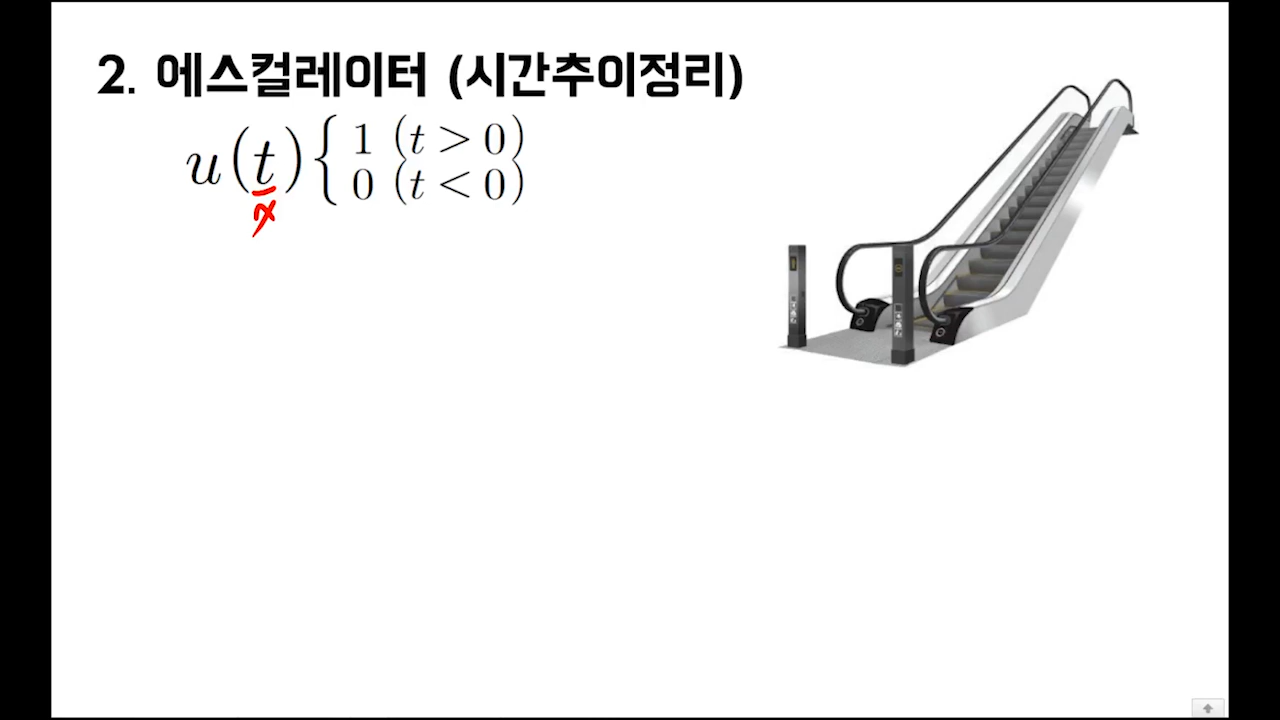 2. 에스컬레이터 (시간추이정리)
u(t) { 1 (t > 0)
0 (t < 0)
x